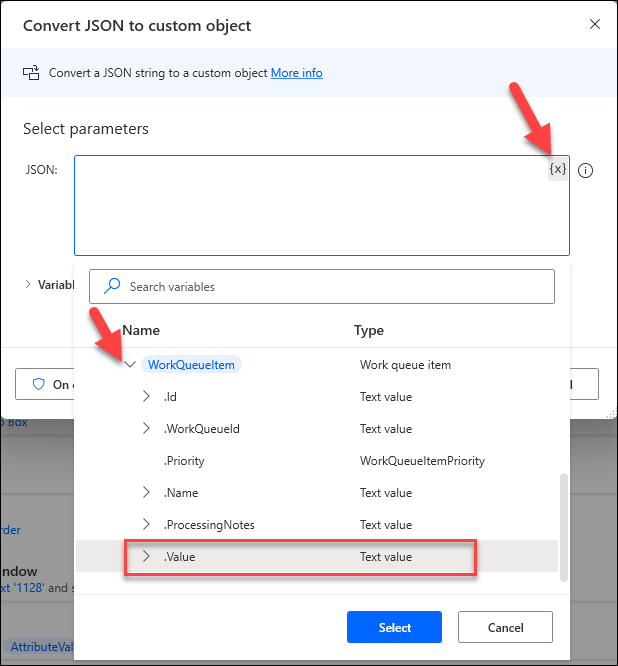 Convert JSON to custom object
Convert a JSON string to a custom object More info
Select parameters
JSON:
{x}
Variabl
Search variables
Name Type
WorkQueueItem Work queue item
.Id Text value
.WorkQueueId Text value
.Priority WorkQueueItemPriority
.Name Text value
.ProcessingNotes Text value
.Value Text value
On
Select Cancel
Box
rder
ndow
ext '1128' and s
AttributeVal